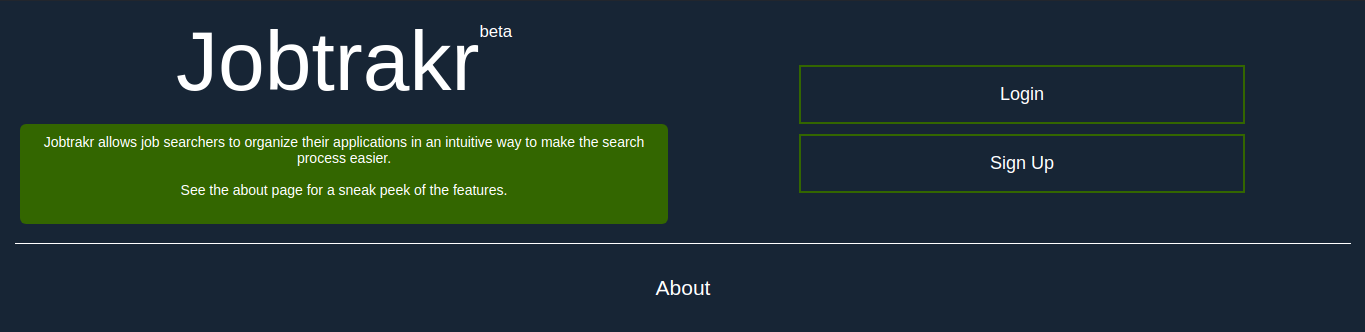 Jobtrakr beta
Jobtrakr allows job searchers to organize their applications in an intuitive way to make the search
process easier.
See the about page for a sneak peek of the features.
Login
Sign Up
About